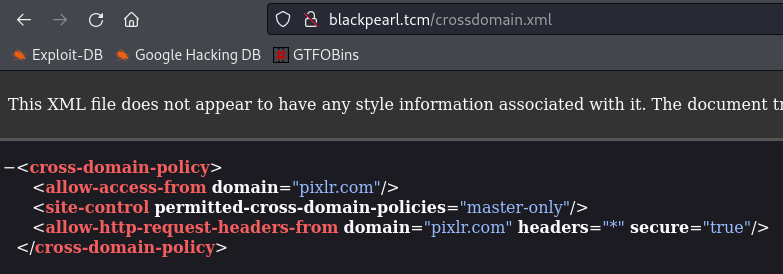 blackpearl.tcm/crossdomain.xml
Exploit-DB Google Hacking DB GTFOBins
This XML file does not appear to have any style information associated with it. The document
−<cross-domain-policy>
<allow-access-from domain="pixlr.com"/>
<site-control permitted-cross-domain-policies="master-only"/>
<allow-http-request-headers-from domain="pixlr.com" headers="*" secure="true"/>
</cross-domain-policy>